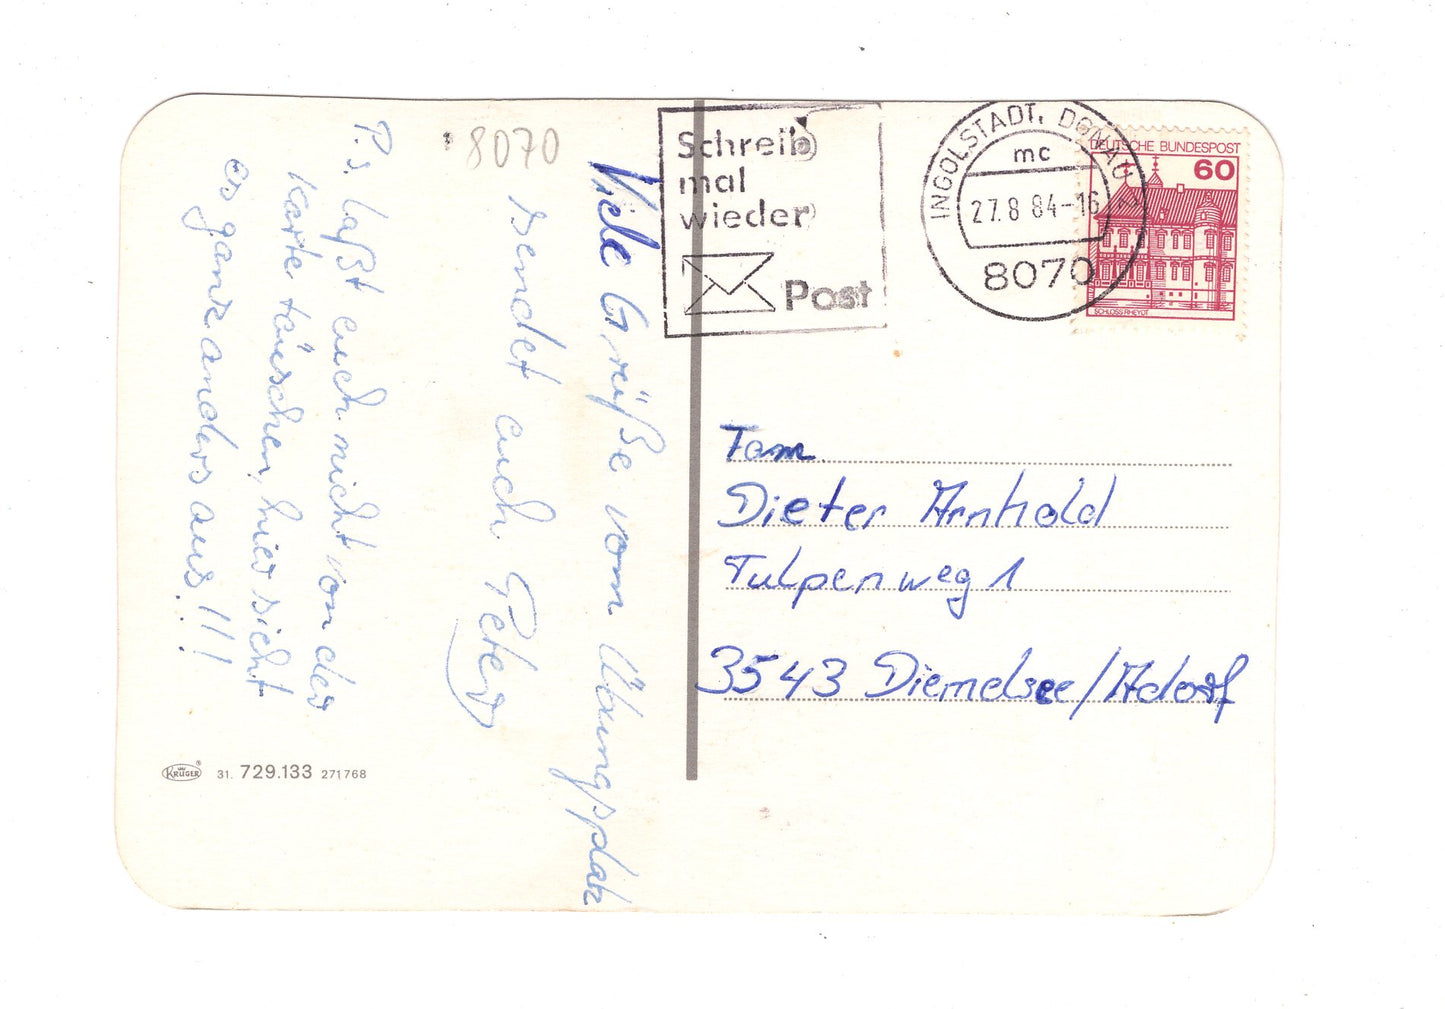 8070
Viele Grüße vom Übungsplatz
sendet euch Peter
P.s. laßt euch nicht von der
Karte täuschen, hier sieht
es ganz anders aus!!!
KRÜGER
31. 729.133 271768
Schreib
mal
wieder
Post
INGOLSTADT, DONAU
mc
27.8 84-16
8070
DEUTSCHE BUNDESPOST
60
SCHLOSS RHEYDT
Fam.
Dieter Arnhold
Tulpenweg 1
3543 Diemelsee/Adorf